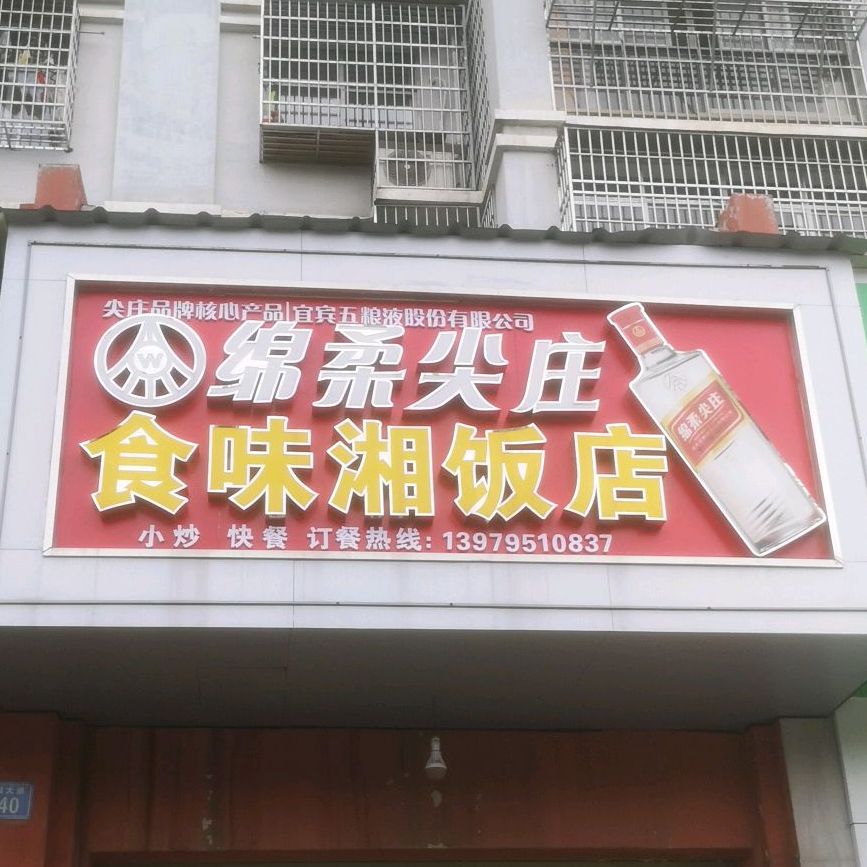 尖庄品牌核心产品|宜宾五粮液股份有限公司
W
绵柔尖庄
食味湘饭店
小炒 快餐 订餐热线:13979510837
绵柔尖庄
40